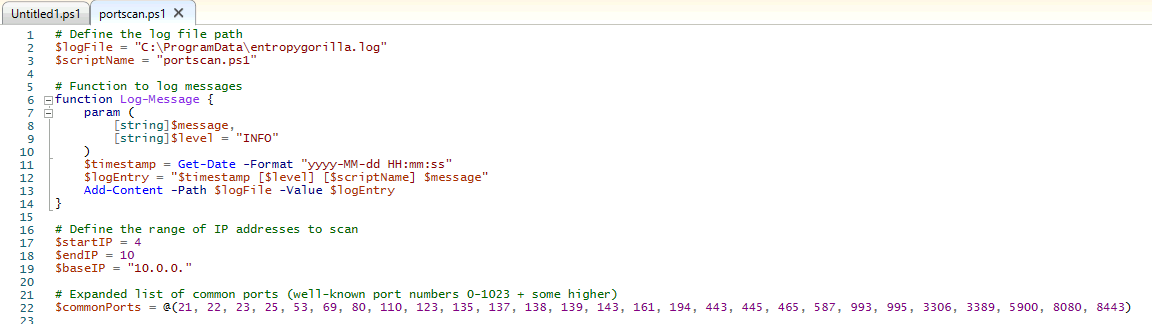 Untitled1.ps1 portscan.ps1 X
1 # Define the log file path
2 $logFile = "C:\ProgramData\entropygorilla.log"
3 $scriptName = "portscan.ps1"
4
5 # Function to log messages
6 function Log-Message {
7     param (
8         [string]$message,
9         [string]$level = "INFO"
10     )
11     $timestamp = Get-Date -Format "yyyy-MM-dd HH:mm:ss"
12     $logEntry = "$timestamp [$level] [$scriptName] $message"
13     Add-Content -Path $logFile -Value $logEntry
14 }
15
16 # Define the range of IP addresses to scan
17 $startIP = 4
18 $endIP = 10
19 $baseIP = "10.0.0."
20
21 # Expanded list of common ports (well-known port numbers 0-1023 + some higher)
22 $commonPorts = @(21, 22, 23, 25, 53, 69, 80, 110, 123, 135, 137, 138, 139, 143, 161, 194, 443, 445, 465, 587, 993, 995, 3306, 3389, 5900, 8080, 8443)
23